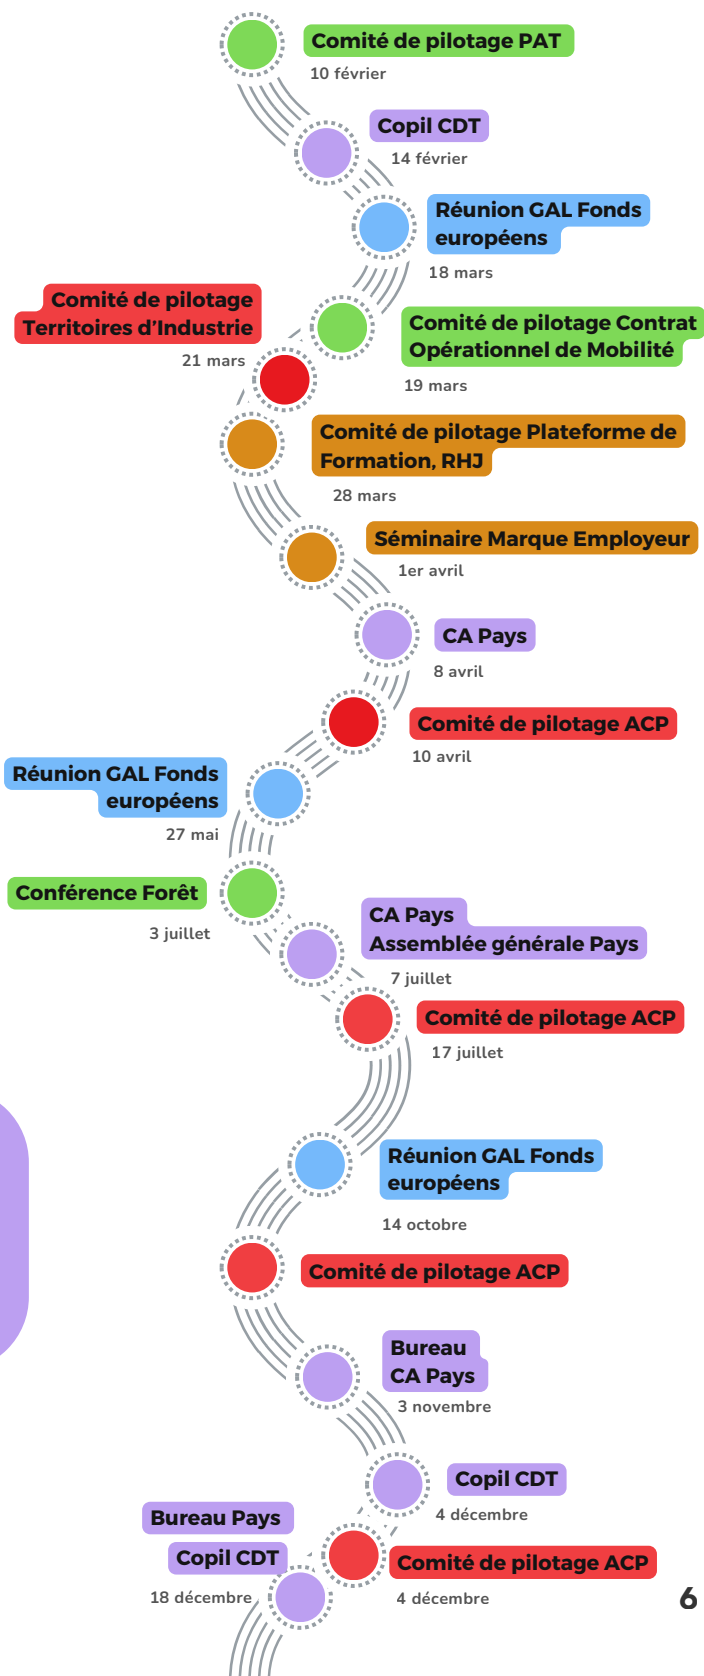 Comité de pilotage PAT
10 février
Copil CDT
14 février
Réunion GAL Fonds
européens
18 mars
Comité de pilotage Contrat
Opérationnel de Mobilité
19 mars
Comité de pilotage
Territoires d’Industrie
21 mars
Comité de pilotage Plateforme de
Formation, RHJ
28 mars
Séminaire Marque Employeur
1er avril
CA Pays
8 avril
Comité de pilotage ACP
10 avril
Réunion GAL Fonds
européens
27 mai
Conférence Forêt
3 juillet
CA Pays
Assemblée générale Pays
7 juillet
Comité de pilotage ACP
17 juillet
Réunion GAL Fonds
européens
14 octobre
Comité de pilotage ACP
Bureau
CA Pays
3 novembre
Copil CDT
4 décembre
Comité de pilotage ACP
4 décembre
Bureau Pays
Copil CDT
18 décembre
6